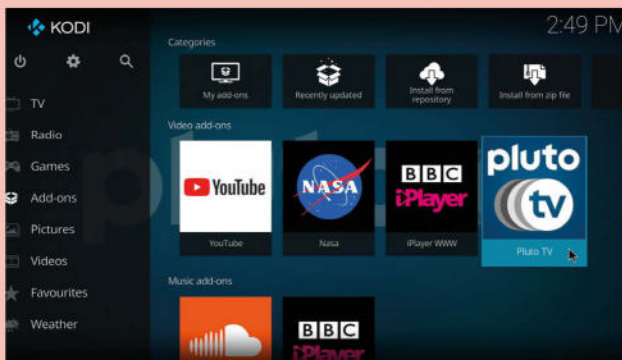 KODI
2:49 PM
Categories
My add-ons
Recently updated
Install from
repository
Install from zip file
TV
Radio
Games
Add-ons
Pictures
Videos
Favourites
Weather
Video add-ons
YouTube
YouTube
NASA
Nasa
BBC
iPlayer
iPlayer WWW
pluto
tv
Pluto TV
Music add-ons
BBC
iPlayer